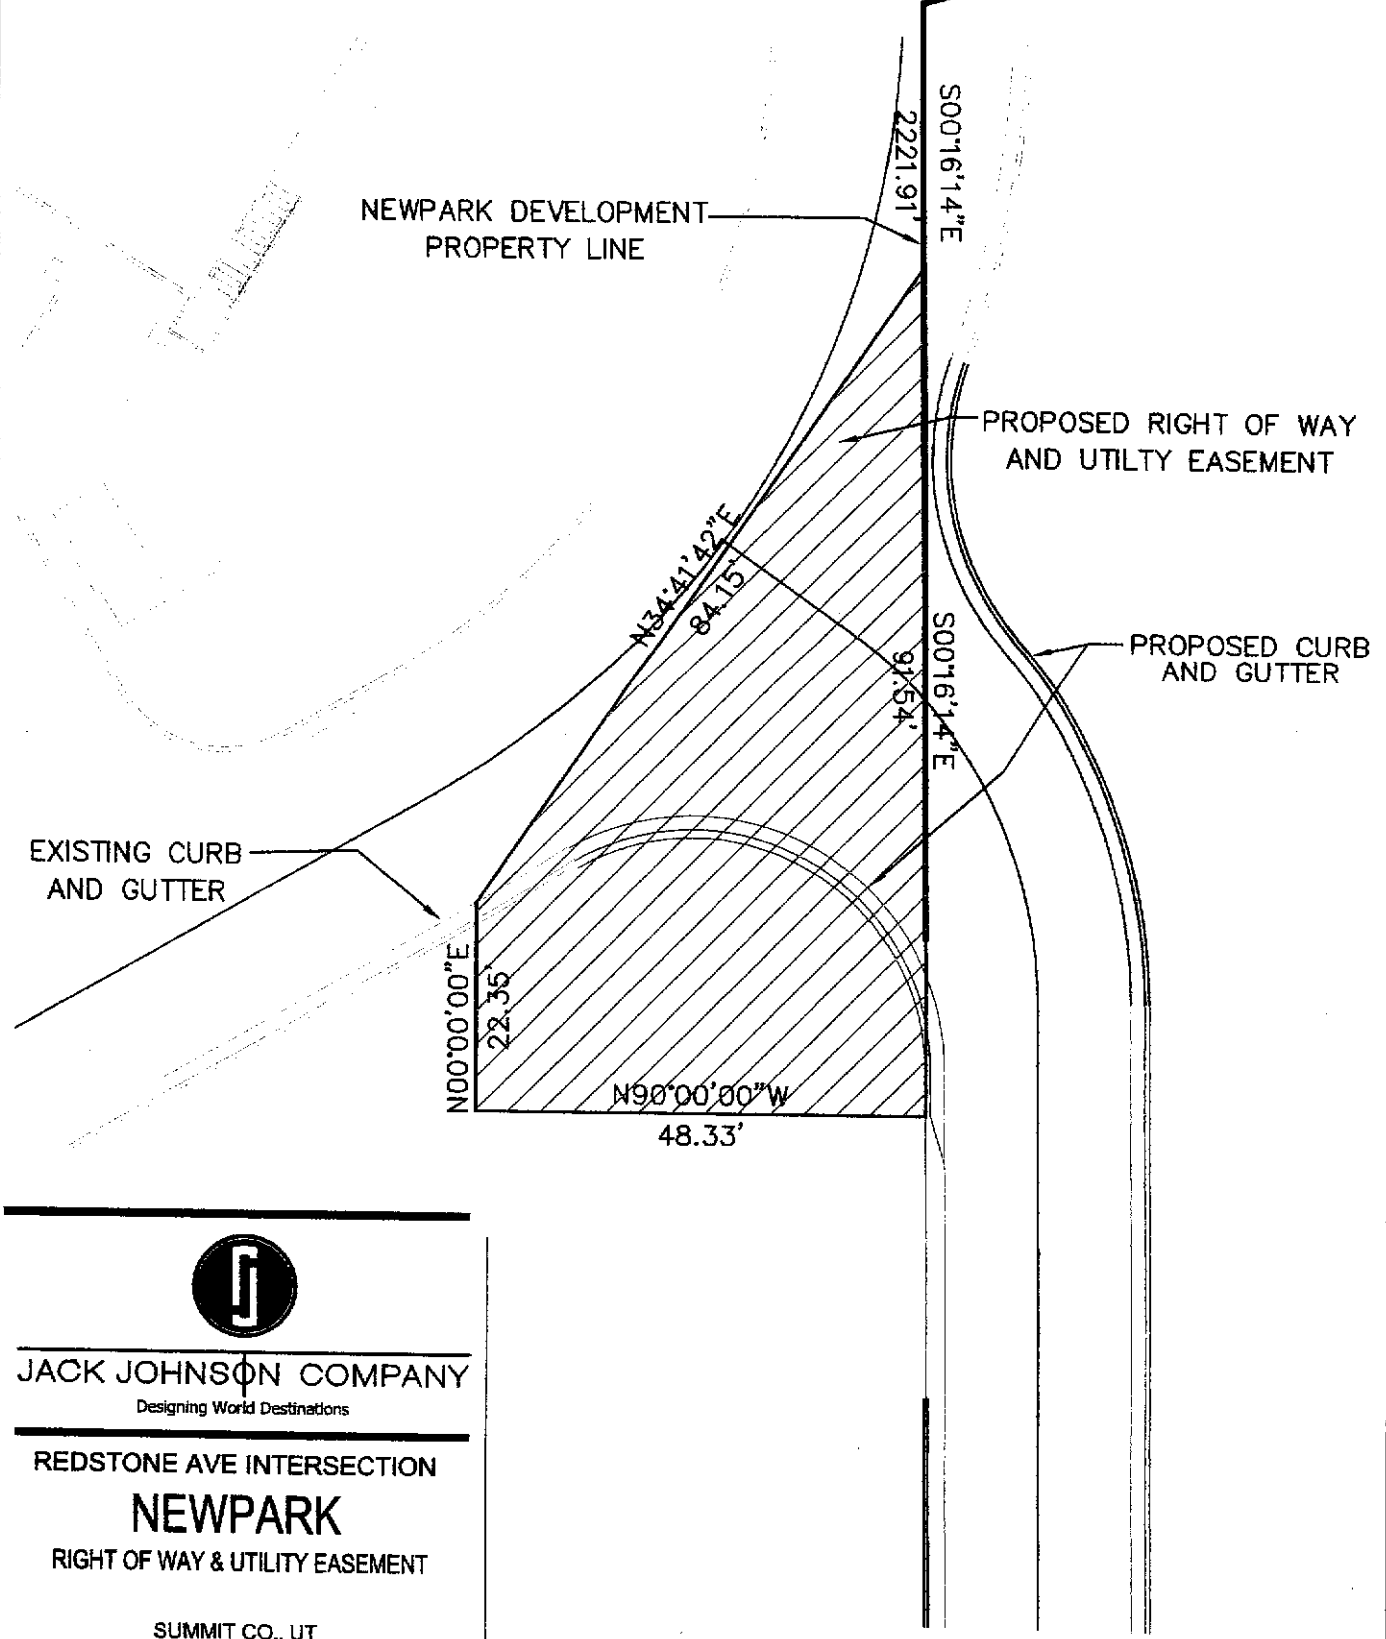 S00°16'14"E
2221.91'
NEWPARK DEVELOPMENT
PROPERTY LINE
PROPOSED RIGHT OF WAY
AND UTILTY EASEMENT
N34°41'42"E
84.15'
S00°16'14"E
91.54'
PROPOSED CURB
AND GUTTER
EXISTING CURB
AND GUTTER
N00°00'00"E
22.35'
N90°00'00"W
48.33'
JACK JOHNSON COMPANY
Designing World Destinations
REDSTONE AVE INTERSECTION
NEWPARK
RIGHT OF WAY & UTILITY EASEMENT
SUMMIT CO., UT